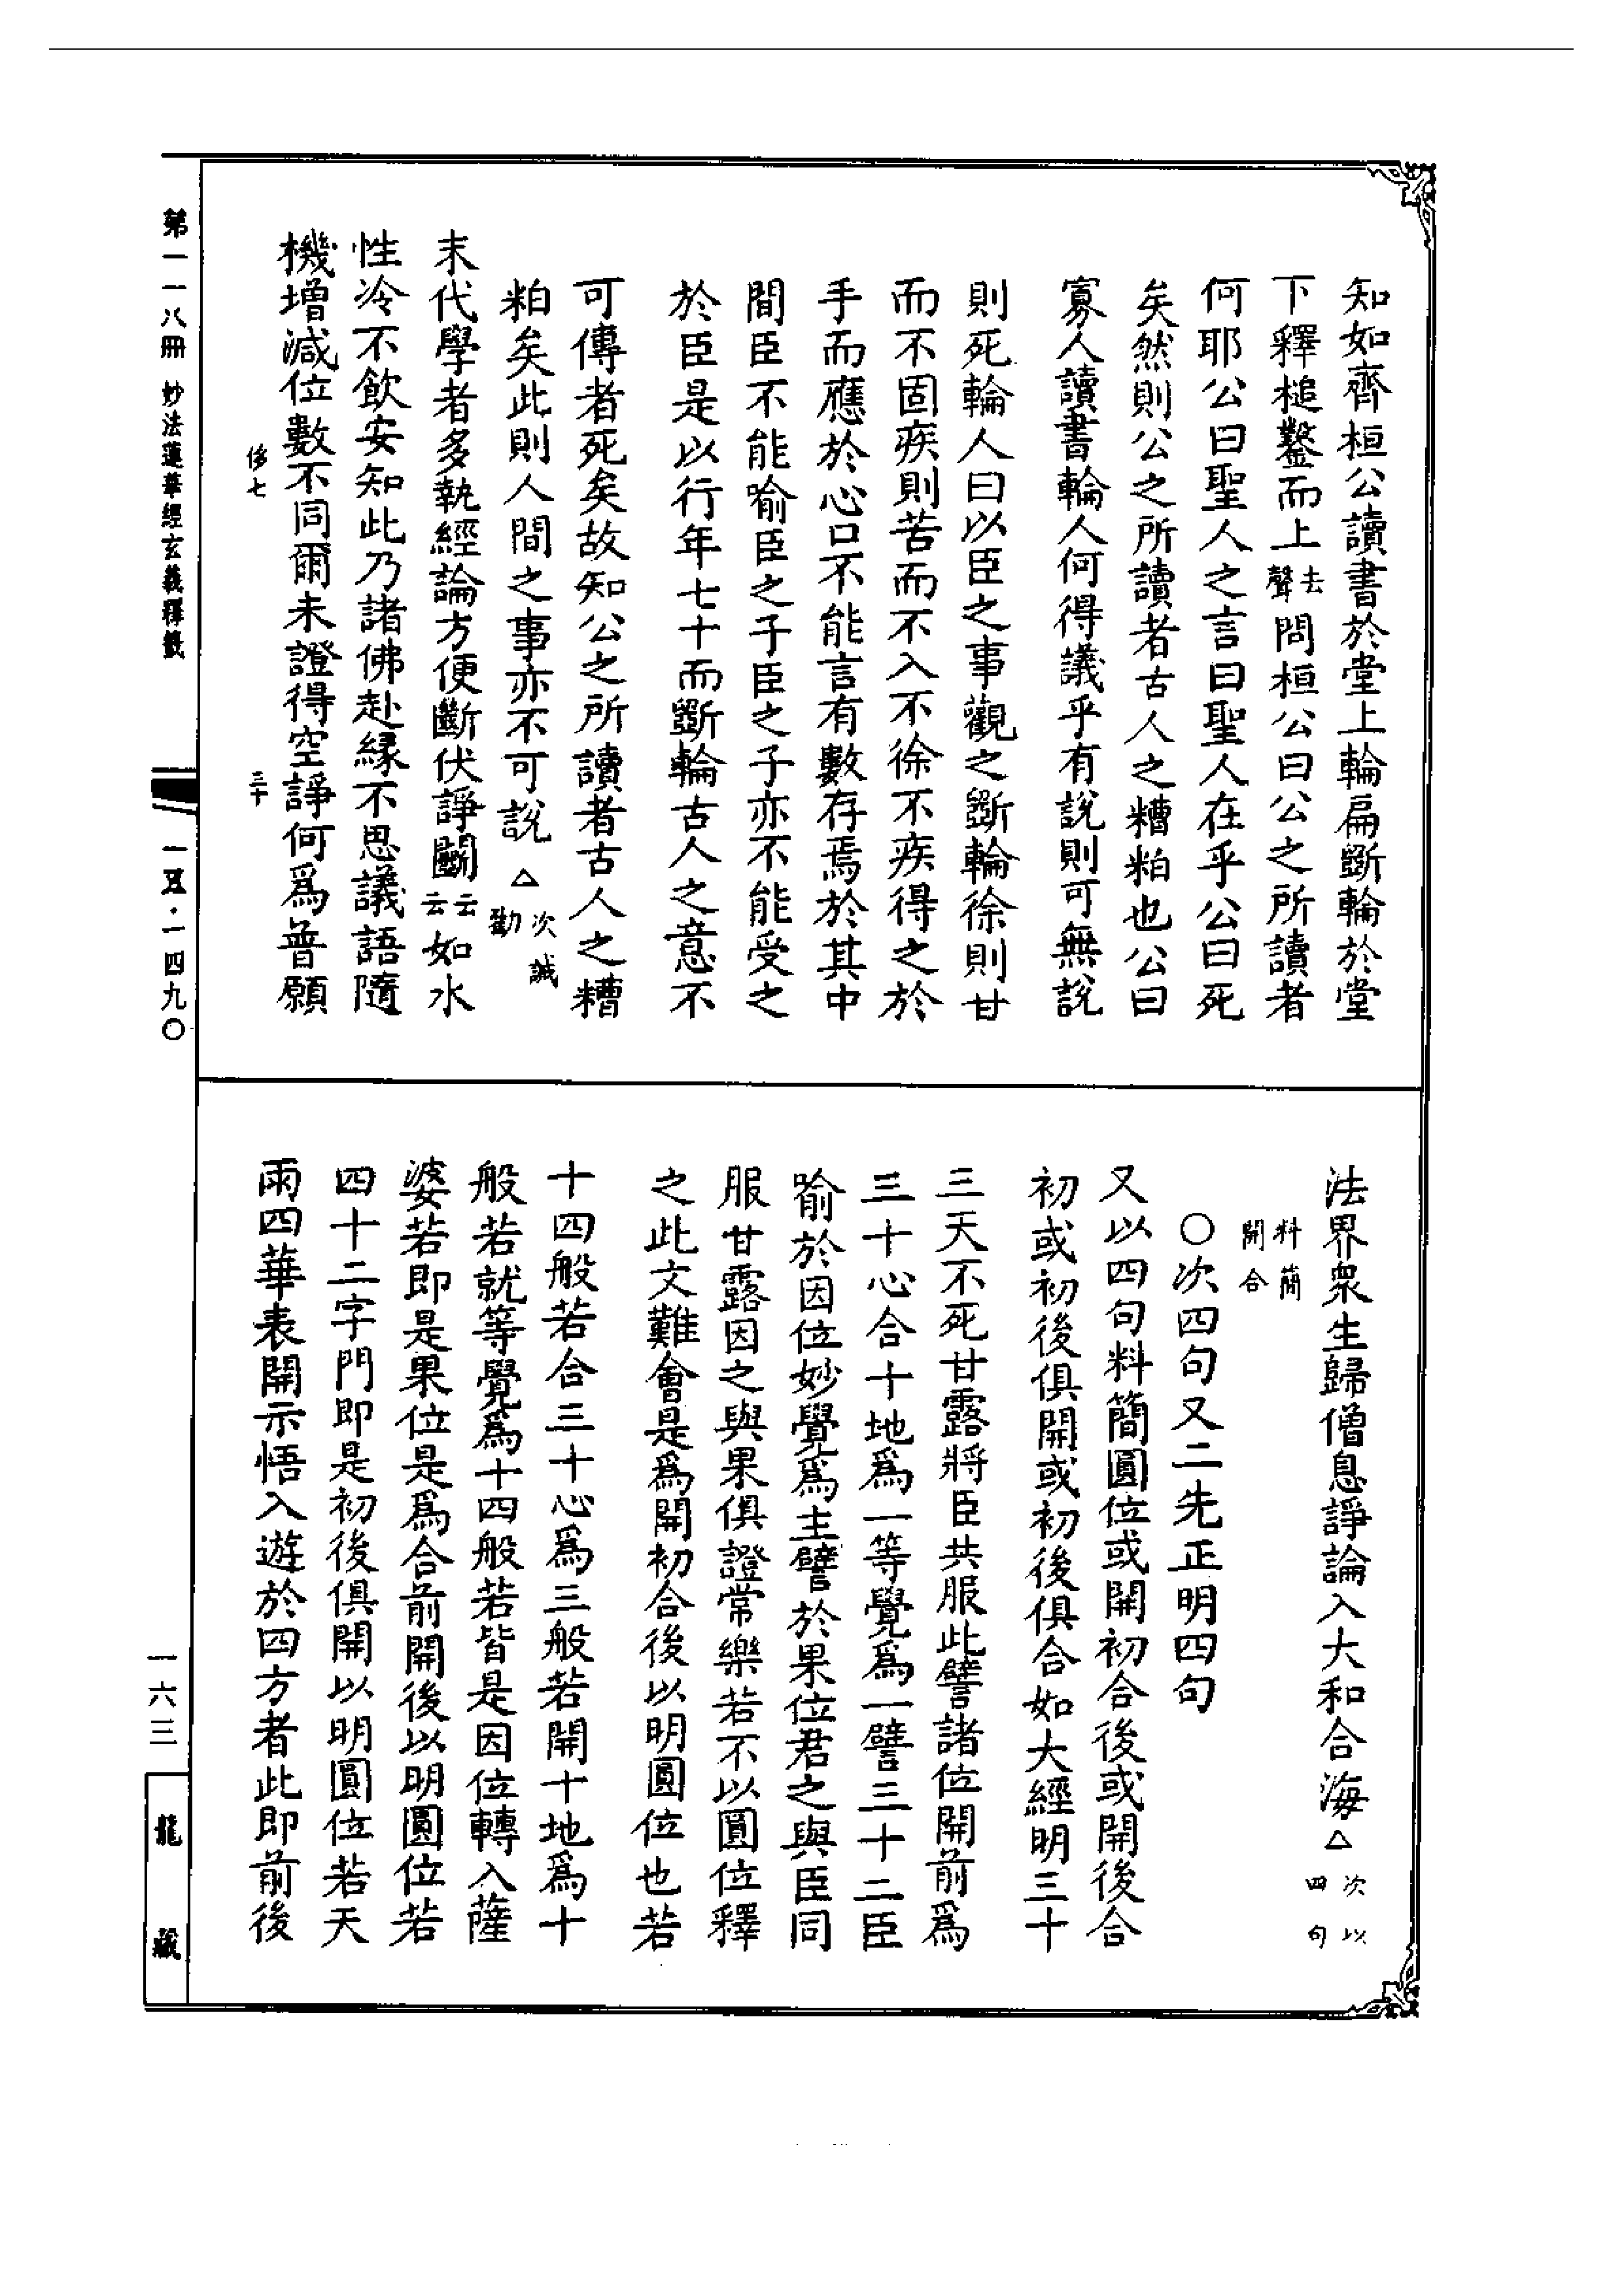 知如齊桓公讀書於堂上輪扁斲輪於堂
下釋槌鑿而上去聲問桓公曰公之所讀者
何耶公曰聖人之言曰聖人在乎公曰死
矣然則公之所讀者古人之糟粕也公曰
寡人讀書輪人何得議乎有說則可無說
則死輪人曰以臣之事觀之斲輪徐則甘
而不固疾則苦而不入不徐不疾得之於
手而應於心口不能言有數存焉於其中
間臣不能喻臣之子臣之子亦不能受之
於臣是以行年七十而斲輪古人之意不
可傳者死矣故知公之所讀者古人之糟
粕矣此則人間之事亦不可說△次誡勸
末代學者多執經論方便斷伏諍鬭云云如水
性冷不飲安知此乃諸佛赴緣不思議語隨
機增減位數不同爾未證得空諍何為普願
侈七 三十
法界眾生歸僧息諍論入大和合海△次以四句
料簡開合
○次四句又二先正明四句
又以四句料簡圓位或開初合後或開後合
初或初後俱開或初後俱合如大經明三十
三天不死甘露將臣共服此譬諸位開前為
三十心合十地為一等覺為一譬三十二臣
喻於因位妙覺為主譬於果位君之與臣同
服甘露因之與果俱證常樂若不以圓位釋
之此文難會是為開初合後以明圓位也若
十四般若合三十心為三般若開十地為十
般若就等覺為十四般若皆是因位轉入薩
婆若即是果位是為合前開後以明圓位若
四十二字門即是初後俱開以明圓位若天
雨四華表開示悟入遊於四方者此即前後
第一一八冊 妙法蓮華經玄義釋籤
一五·一四九〇
一六三
龍藏